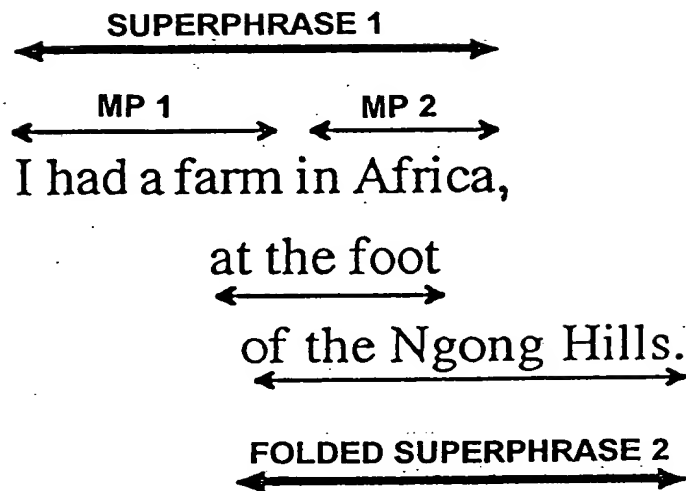 SUPERPHRASE 1
MP 1 MP 2
I had a farm in Africa,
at the foot
of the Ngong Hills.
FOLDED SUPERPHRASE 2